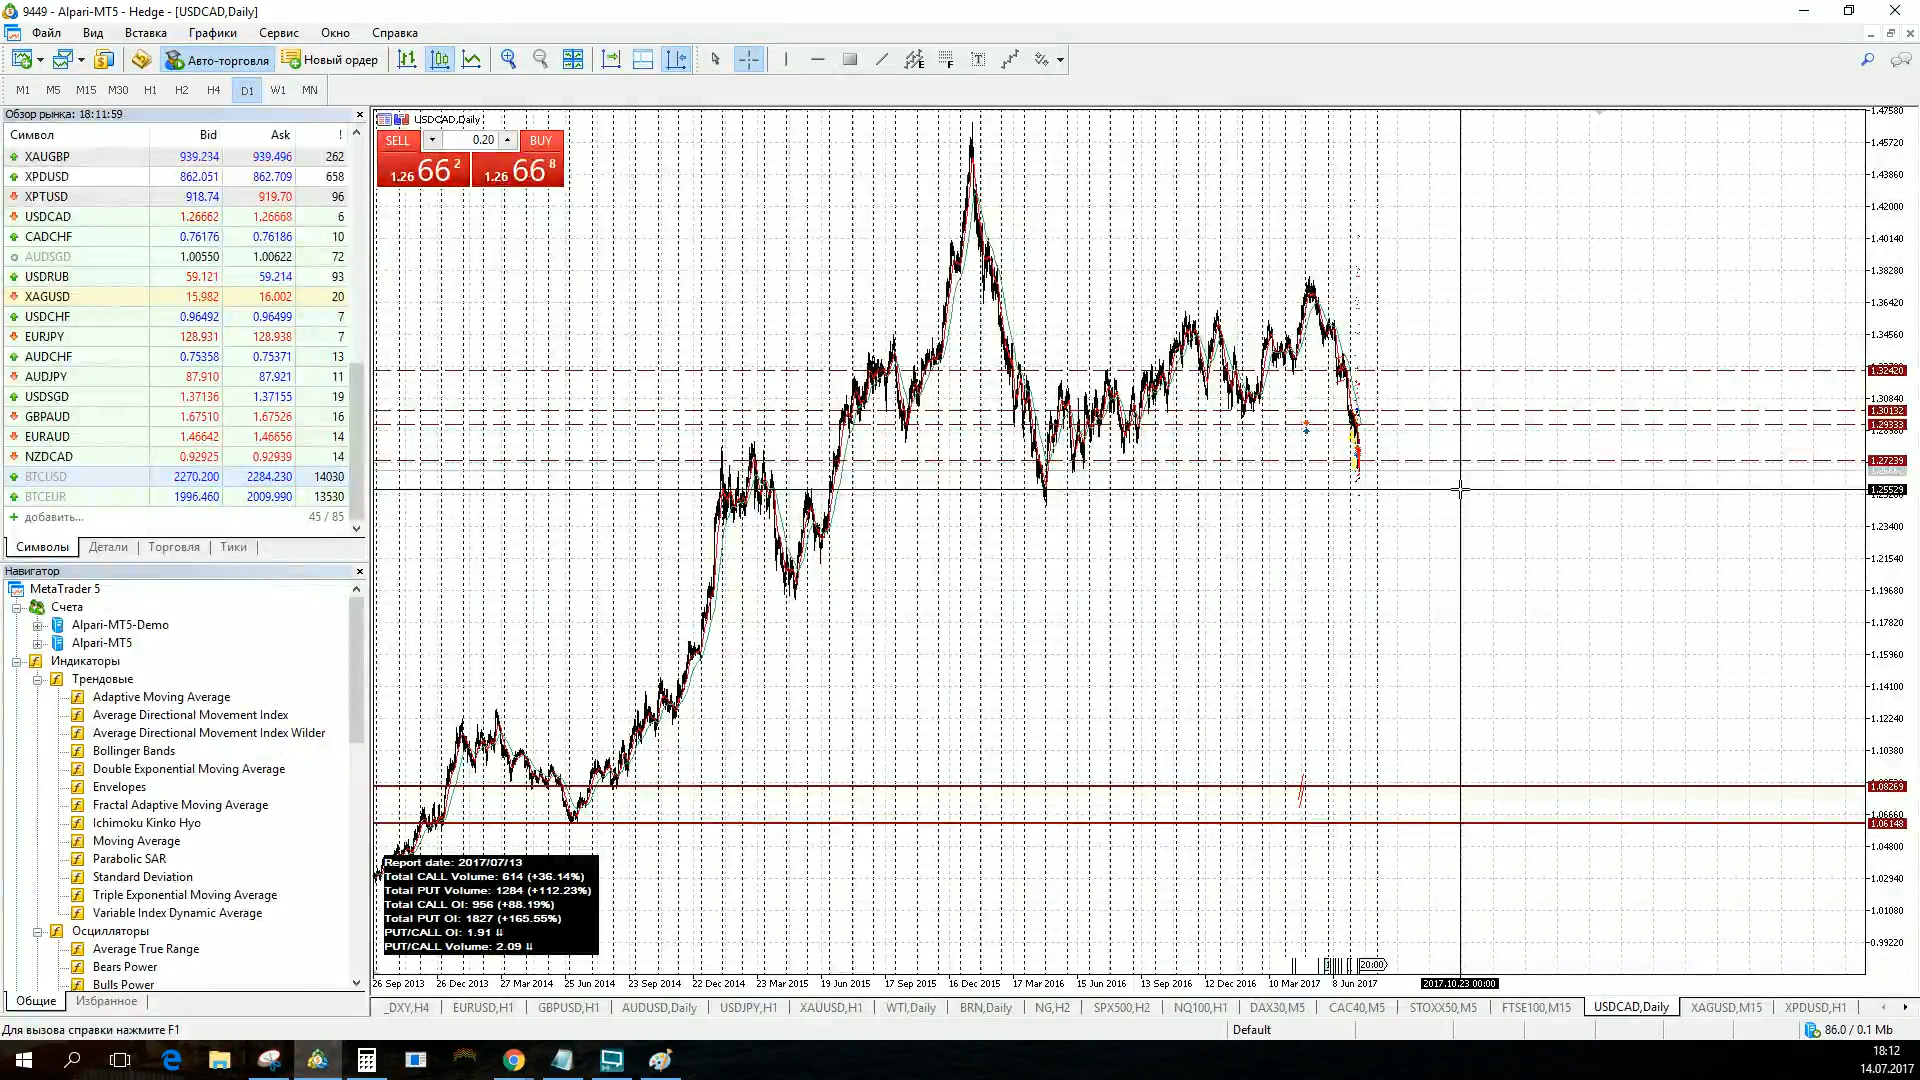 9449 - Alpari-MT5 - Hedge - [USDCAD,Daily]
Файл Вид Вставка Графики Сервис Окно Справка
Авто-торговля Новый ордер
M1 M5 M15 M30 H1 H2 H4 D1 W1 MN
Обзор рынка: 18:11:59
Символ Bid Ask !
XAUGBP 939.234 939.496 262
XPDUSD 862.051 862.709 658
XPTUSD 918.74 919.70 96
USDCAD 1.26662 1.26668 6
CADCHF 0.76176 0.76186 10
AUDSGD 1.00550 1.00622 72
USDRUB 59.121 59.214 93
XAGUSD 15.982 16.002 20
USDCHF 0.96492 0.96499 7
EURJPY 128.931 128.938 7
AUDCHF 0.75358 0.75371 13
AUDJPY 87.910 87.921 11
USDSGD 1.37136 1.37155 19
GBPAUD 1.67510 1.67526 16
EURAUD 1.46642 1.46656 14
NZDCAD 0.92925 0.92939 14
BTCUSD 2270.200 2284.230 14030
BTCEUR 1996.460 2009.990 13530
добавить... 45 / 85
Символы Детали Торговля Тики
Навигатор
MetaTrader 5
Счета
Alpari-MT5-Demo
Alpari-MT5
Индикаторы
Трендовые
Adaptive Moving Average
Average Directional Movement Index
Average Directional Movement Index Wilder
Bollinger Bands
Double Exponential Moving Average
Envelopes
Fractal Adaptive Moving Average
Ichimoku Kinko Hyo
Moving Average
Parabolic SAR
Standard Deviation
Triple Exponential Moving Average
Variable Index Dynamic Average
Осцилляторы
Average True Range
Bears Power
Bulls Power
Общие Избранное
USDCAD,Daily
SELL 0.20 BUY
1.26 66 2 1.26 66 8
1.47580
1.45720
1.43860
1.42000
1.40140
1.38280
1.36420
1.34560
1.32420
1.30840
1.30132
1.29333
1.27239
1.25529
1.23400
1.21540
1.19680
1.17820
1.15960
1.14100
1.12240
1.10380
1.08269
1.06660
1.06148
1.04800
1.02940
1.01080
0.99220
Report date: 2017/07/13
Total CALL Volume: 614 (+36.14%)
Total PUT Volume: 1284 (+112.23%)
Total CALL OI: 956 (+88.19%)
Total PUT OI: 1827 (+165.55%)
PUT/CALL OI: 1.91 ⇊
PUT/CALL Volume: 2.09 ⇊
20:00
26 Sep 2013 26 Dec 2013 27 Mar 2014 25 Jun 2014 23 Sep 2014 22 Dec 2014 23 Mar 2015 19 Jun 2015 17 Sep 2015 16 Dec 2015 17 Mar 2016 15 Jun 2016 13 Sep 2016 12 Dec 2016 10 Mar 2017 8 Jun 2017 2017.10.23 00:00
_DXY,H4 EURUSD,H1 GBPUSD,H1 AUDUSD,Daily USDJPY,H1 XAUUSD,H1 WTI,Daily BRN,Daily NG,H2 SPX500,H2 NQ100,H1 DAX30,M5 CAC40,M5 STOXX50,M5 FTSE100,M15 USDCAD,Daily XAGUSD,M15 XPDUSD,H1
Для вызова справки нажмите F1 Default 86.0 / 0.1 Mb
18:12
14.07.2017